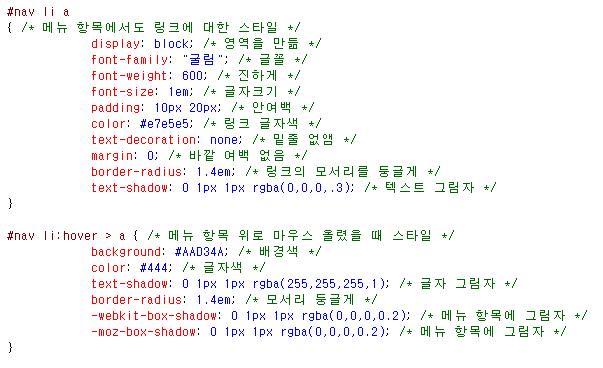 #nav li a
{ /* 메뉴 항목에서도 링크에 대한 스타일 */
display: block; /* 영역을 만듦 */
font-family: "굴림"; /* 글꼴 */
font-weight: 600; /* 진하게 */
font-size: 1em; /* 글자크기 */
padding: 10px 20px; /* 안여백 */
color: #e7e5e5; /* 링크 글자색 */
text-decoration: none; /* 밑줄 없앰 */
margin: 0; /* 바깥 여백 없음 */
border-radius: 1.4em; /* 링크의 모서리를 둥글게 */
text-shadow: 0 1px 1px rgba(0,0,0,.3); /* 텍스트 그림자 */
}
#nav li:hover > a { /* 메뉴 항목 위로 마우스 올렸을 때 스타일 */
background: #AAD34A; /* 배경색 */
color: #444; /* 글자색 */
text-shadow: 0 1px 1px rgba(255,255,255,1); /* 글자 그림자 */
border-radius: 1.4em; /* 모서리 둥글게 */
-webkit-box-shadow: 0 1px 1px rgba(0,0,0,0.2); /* 메뉴 항목에 그림자 */
-moz-box-shadow: 0 1px 1px rgba(0,0,0,0.2); /* 메뉴 항목에 그림자 */
}